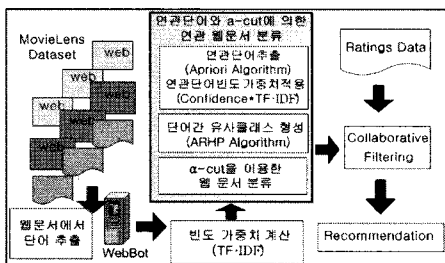 MovieLens
Dataset
web
web
web
web
web
web
웹문서에서
단어 추출
WebBot
연관단어와 α-cut에 의한
연관 웹문서 분류
연관단어추출
(Apriori Algorithm)
연관단어빈도가중치적용
(Confidence•TF·IDF)
단어간 유사클래스 형성
(ARHP Algorithm)
α-cut을 이용한
웹 문서 분류
빈도 가중치 계산
(TF·IDF)
Ratings Data
Collaborative
Filtering
Recommendation